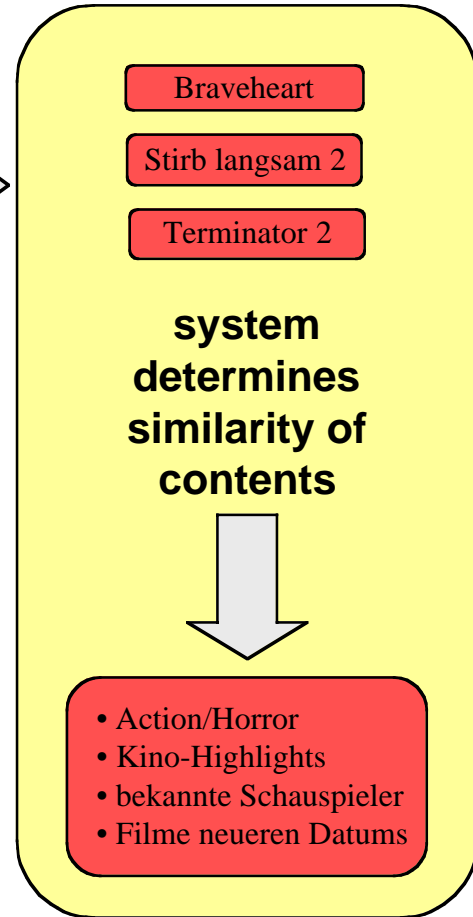 Braveheart
Stirb langsam 2
Terminator 2
system
determines
similarity of
contents
• Action/Horror
• Kino-Highlights
• bekannte Schauspieler
• Filme neueren Datums